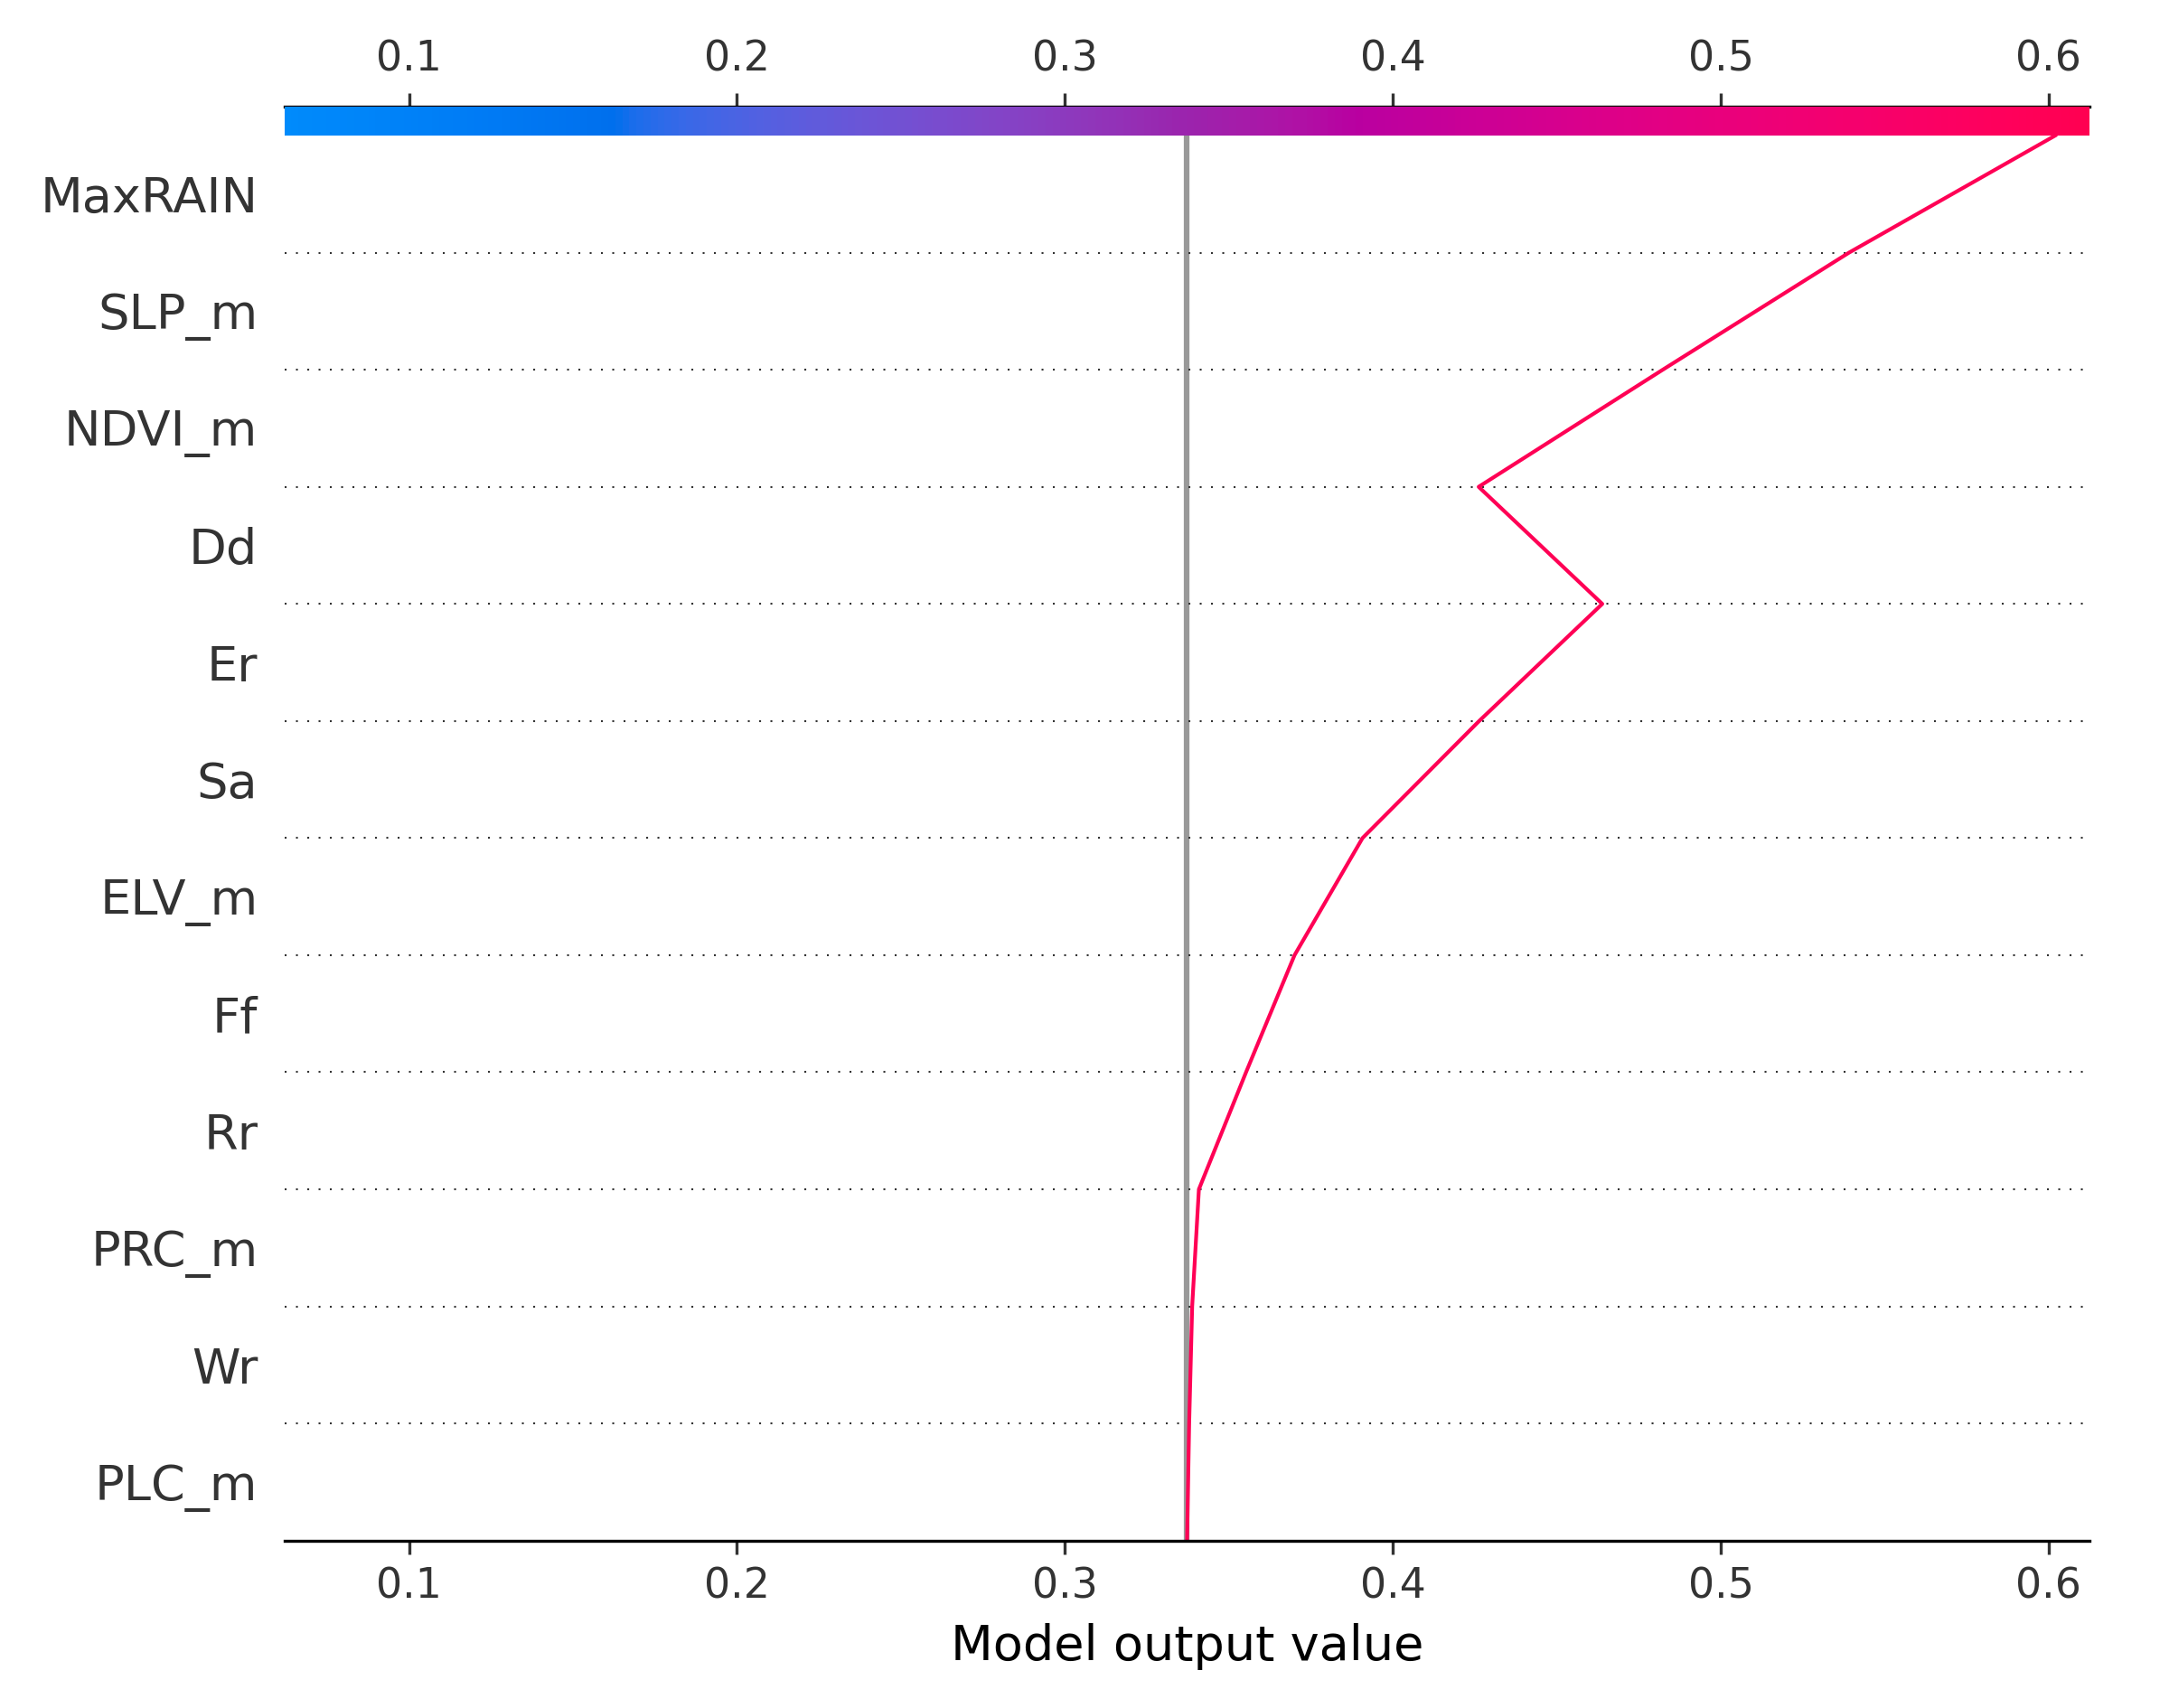 0.1 0.2 0.3 0.4 0.5 0.6
MaxRAIN
SLP_m
NDVI_m
Dd
Er
Sa
ELV_m
Ff
Rr
PRC_m
Wr
PLC_m
0.1 0.2 0.3 0.4 0.5 0.6
Model output value